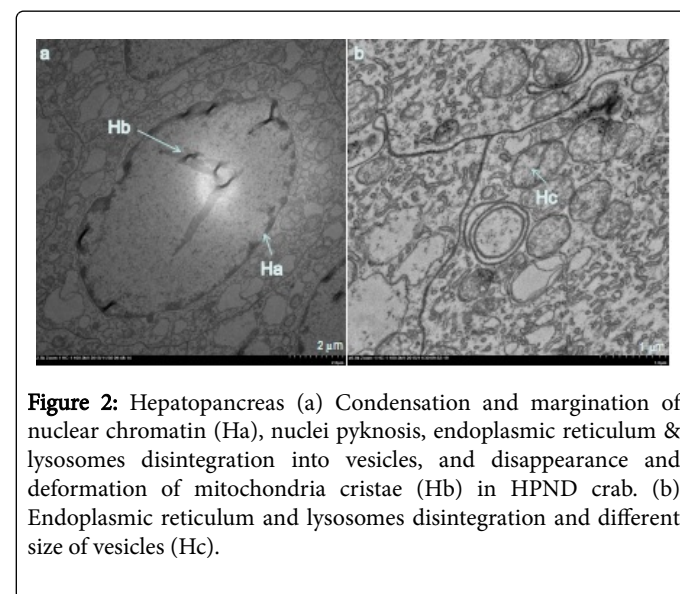 a
b
Hb
Ha
Hc
2 μm
1 μm
Figure 2: Hepatopancreas (a) Condensation and margination of
nuclear chromatin (Ha), nuclei pyknosis, endoplasmic reticulum &
lysosomes disintegration into vesicles, and disappearance and
deformation of mitochondria cristae (Hb) in HPND crab. (b)
Endoplasmic reticulum and lysosomes disintegration and different
size of vesicles (Hc).